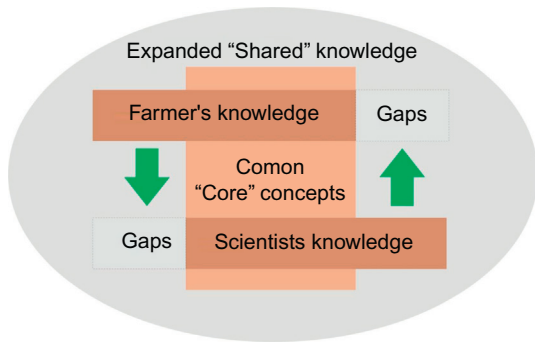 Expanded “Shared” knowledge
Farmer's knowledge
Gaps
Comon
“Core” concepts
Gaps
Scientists knowledge